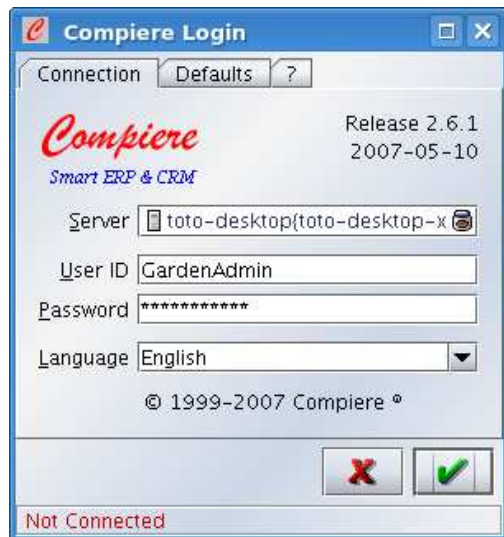 Compiere Login
Connection Defaults ?
Compiere
Smart ERP & CRM
Release 2.6.1
2007-05-10
Server toto-desktop{toto-desktop-x
User ID GardenAdmin
Password ***********
Language English
© 1999-2007 Compiere ®
Not Connected